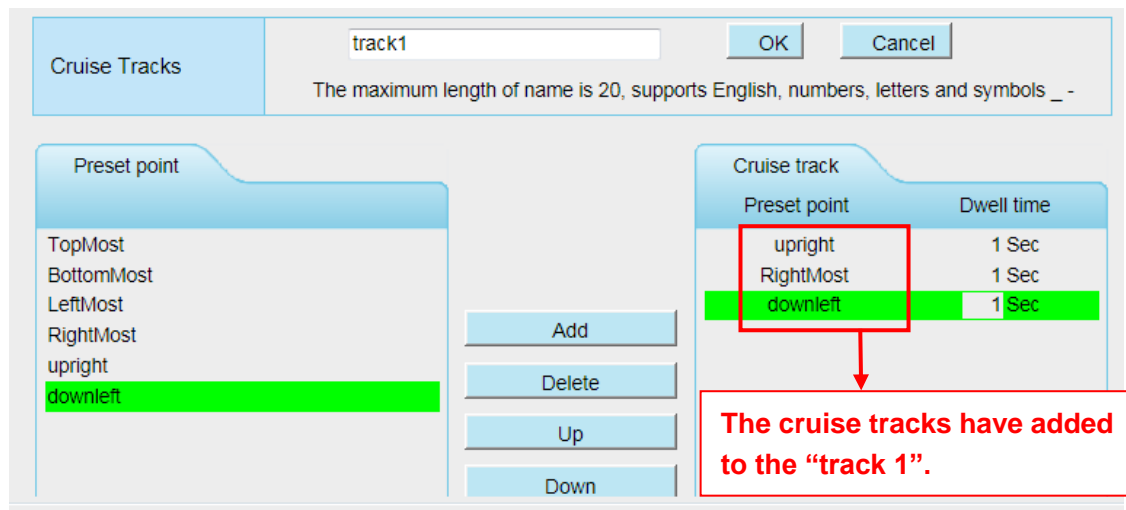 track1
OK
Cancel
Cruise Tracks
The maximum length of name is 20, supports English, numbers, letters and symbols _ -
Preset point
TopMost
BottomMost
LeftMost
RightMost
upright
downleft
Add
Delete
Up
Down
Cruise track
Preset point Dwell time
upright 1 Sec
RightMost 1 Sec
downleft 1 Sec
The cruise tracks have added
to the “track 1”.